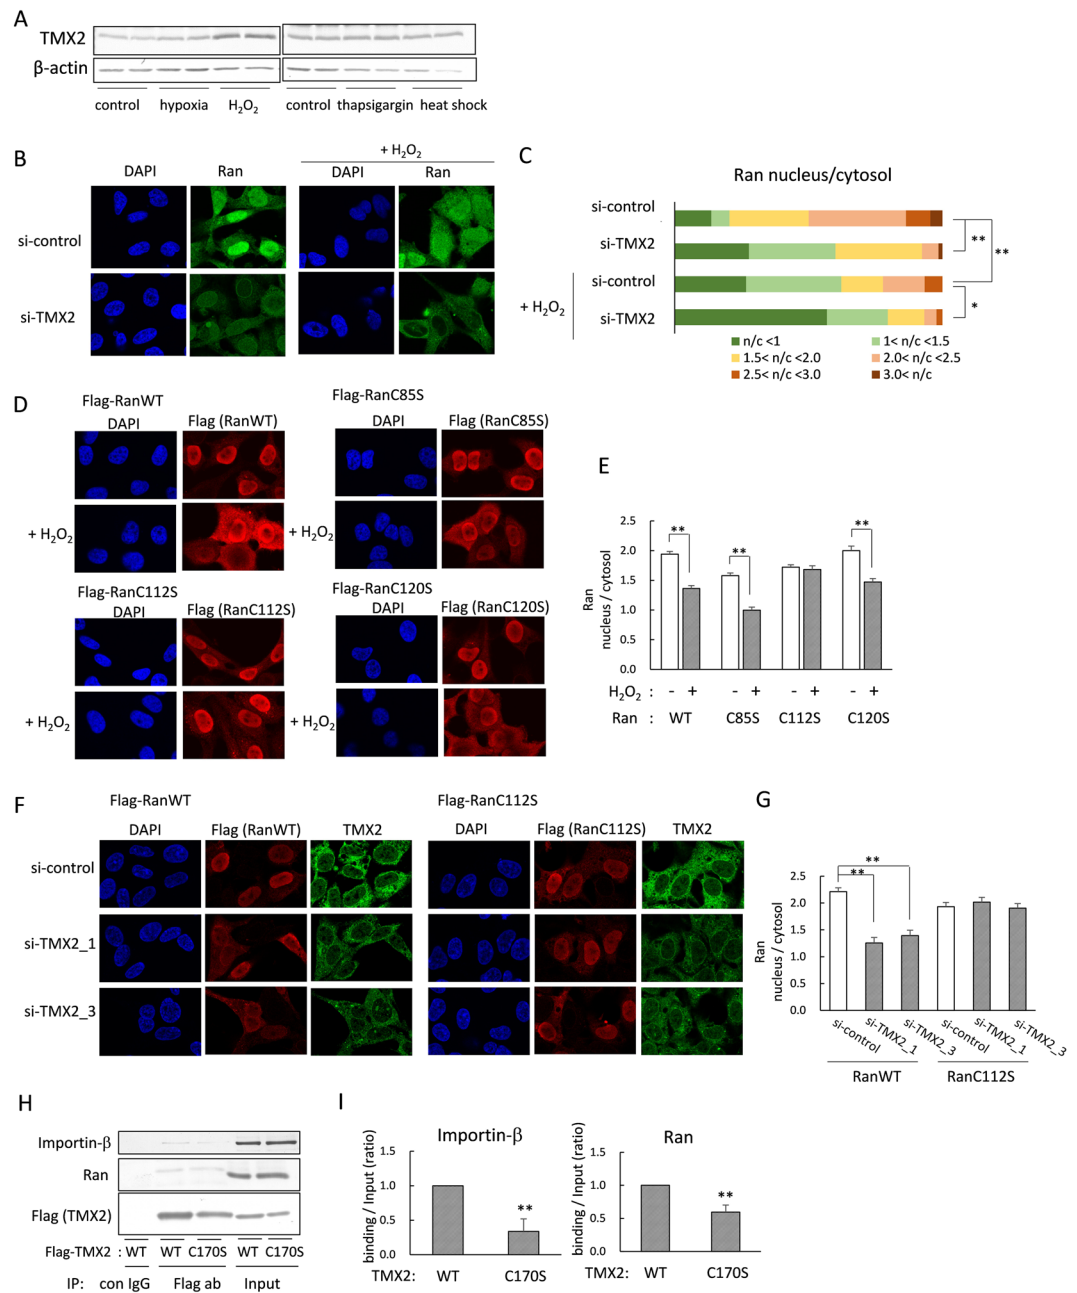 A
TMX2
β-actin
control hypoxia H₂O₂ control thapsigargin heat shock
B
+ H₂O₂
DAPI Ran DAPI Ran
si-control
si-TMX2
C
Ran nucleus/cytosol
si-control
si-TMX2
si-control
si-TMX2
+ H₂O₂
** ** *
n/c <1 1< n/c <1.5
1.5< n/c <2.0 2.0< n/c <2.5
2.5< n/c <3.0 3.0< n/c
D
Flag-RanWT
DAPI Flag (RanWT)
+ H₂O₂
Flag-RanC85S
DAPI Flag (RanC85S)
+ H₂O₂
Flag-RanC112S
DAPI Flag (RanC112S)
+ H₂O₂
Flag-RanC120S
DAPI Flag (RanC120S)
+ H₂O₂
E
Ran
nucleus / cytosol
2.5
2.0
1.5
1.0
0.5
0.0
** ** **
H₂O₂ : - + - + - + - +
Ran : WT C85S C112S C120S
F
Flag-RanWT Flag-RanC112S
DAPI Flag (RanWT) TMX2 DAPI Flag (RanC112S) TMX2
si-control
si-TMX2_1
si-TMX2_3
G
Ran
nucleus / cytosol
2.5
2.0
1.5
1.0
0.5
0.0
**
**
si-control si-TMX2_1 si-TMX2_3 si-control si-TMX2_1 si-TMX2_3
RanWT RanC112S
H
Importin-β
Ran
Flag (TMX2)
Flag-TMX2 : WT WT C170S WT C170S
IP: con IgG Flag ab Input
I
Importin-β
binding / Input (ratio)
1.5
1.0
0.5
0.0
**
TMX2: WT C170S
Ran
binding / Input (ratio)
1.5
1.0
0.5
0.0
**
TMX2: WT C170S